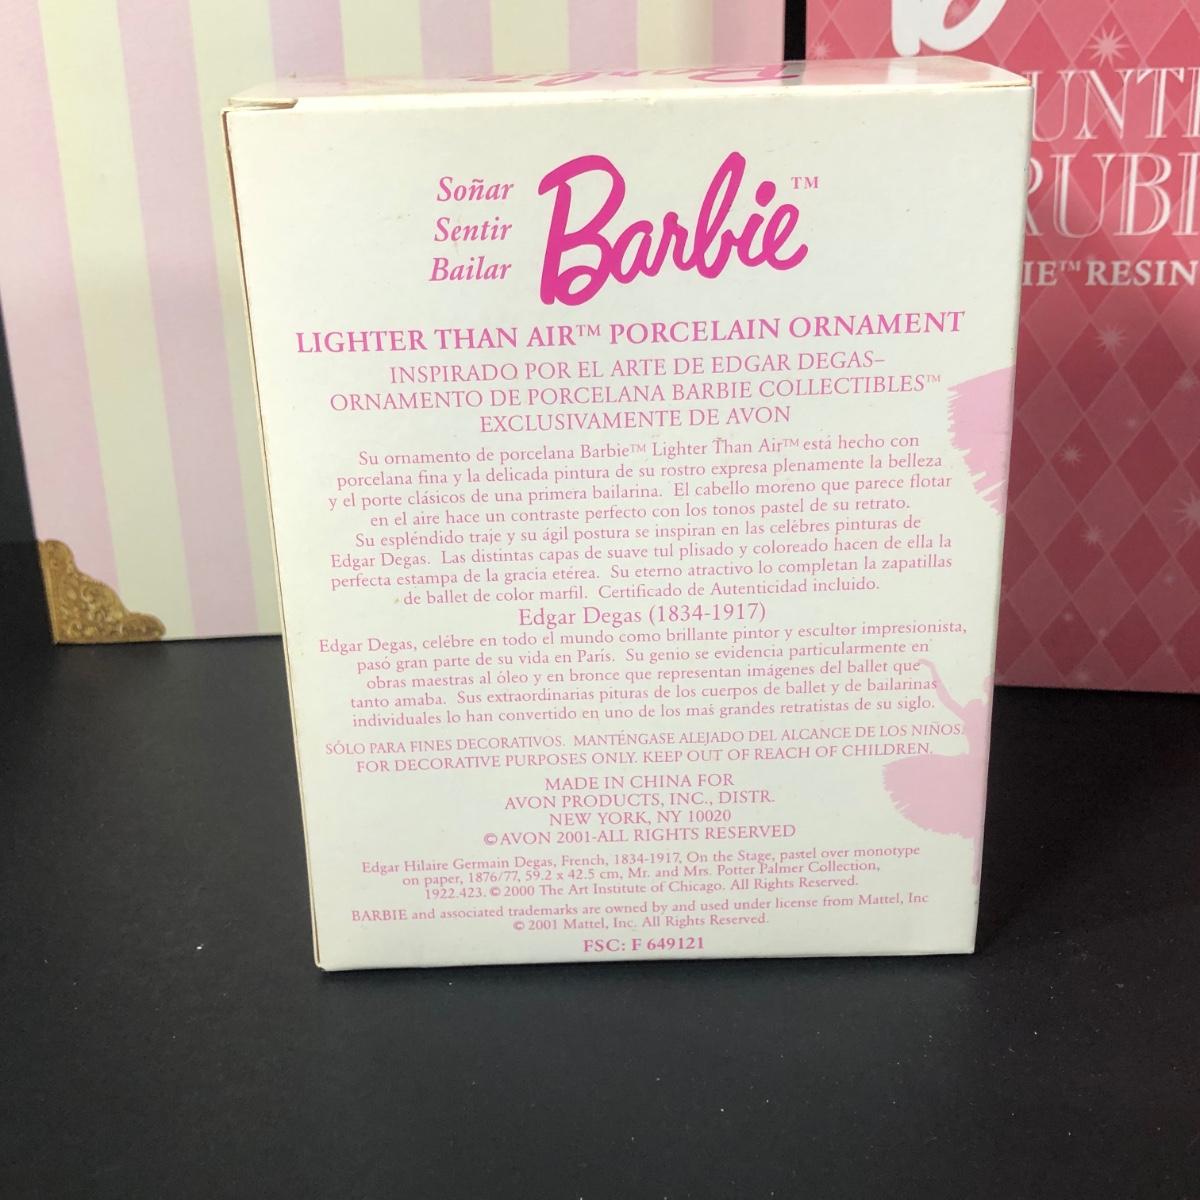 Soñar
Sentir
Bailar
Barbie™
LIGHTER THAN AIR™ PORCELAIN ORNAMENT
INSPIRADO POR EL ARTE DE EDGAR DEGAS–
ORNAMENTO DE PORCELANA BARBIE COLLECTIBLES™
EXCLUSIVAMENTE DE AVON
Su ornamento de porcelana Barbie™ Lighter Than Air™ está hecho con
porcelana fina y la delicada pintura de su rostro expresa plenamente la belleza
y el porte clásicos de una primera bailarina. El cabello moreno que parece flotar
en el aire hace un contraste perfecto con los tonos pastel de su retrato.
Su espléndido traje y su ágil postura se inspiran en las celébres pinturas de
Edgar Degas. Las distintas capas de suave tul plisado y coloreado hacen de ella la
perfecta estampa de la gracia etérea. Su eterno atractivo lo completan la zapatillas
de ballet de color marfil. Certificado de Autenticidad incluido.
Edgar Degas (1834-1917)
Edgar Degas, celébre en todo el mundo como brillante pintor y escultor impresionista,
pasó gran parte de su vida en París. Su genio se evidencia particularmente en
obras maestras al óleo y en bronce que representan imágenes del ballet que
tanto amaba. Sus extraordinarias pituras de los cuerpos de ballet y de bailarinas
individuales lo han convertido en uno de los maś grandes retratistas de su siglo.
SÓLO PARA FINES DECORATIVOS. MANTÉNGASE ALEJADO DEL ALCANCE DE LOS NIÑOS.
FOR DECORATIVE PURPOSES ONLY. KEEP OUT OF REACH OF CHILDREN.
MADE IN CHINA FOR
AVON PRODUCTS, INC., DISTR.
NEW YORK, NY 10020
©AVON 2001-ALL RIGHTS RESERVED
Edgar Hilaire Germain Degas, French, 1834-1917, On the Stage, pastel over monotype
on paper, 1876/77, 59.2 x 42.5 cm, Mr. and Mrs. Potter Palmer Collection,
1922.423. © 2000 The Art Institute of Chicago. All Rights Reserved.
BARBIE and associated trademarks are owned by and used under license from Mattel, Inc
© 2001 Mattel, Inc. All Rights Reserved.
FSC: F 649121
Barbie
UNTI
RUBI
IE™ RESIN